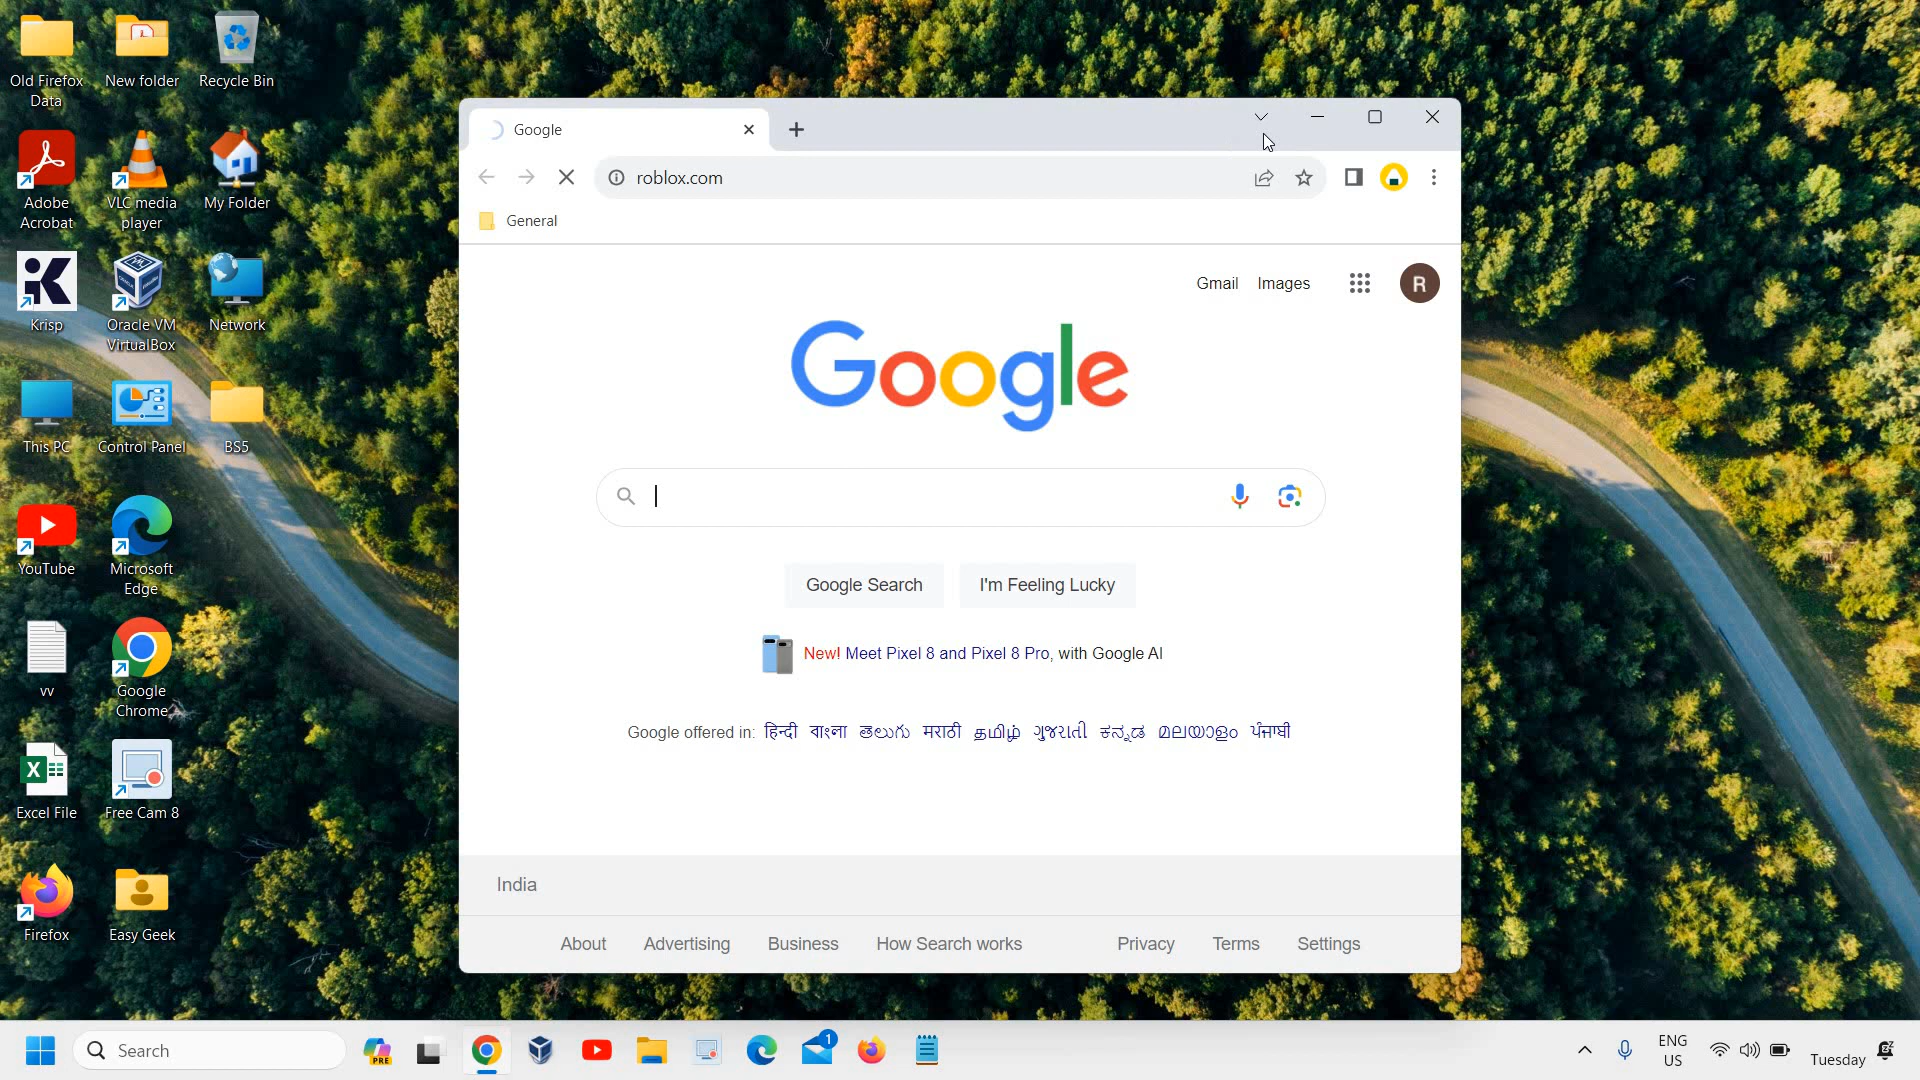 Old Firefox
Data
New folder
Recycle Bin
Adobe
Acrobat
VLC media
player
My Folder
Krisp
Oracle VM
VirtualBox
Network
This PC
Control Panel
BS5
YouTube
Microsoft
Edge
vv
Google
Chrome
Excel File
Free Cam 8
Firefox
Easy Geek
Google
roblox.com
General
Gmail Images
R
Google
Google Search
I'm Feeling Lucky
New! Meet Pixel 8 and Pixel 8 Pro, with Google AI
Google offered in: हिन्दी বাংলা తెలుగు मराठी தமிழ் ગુજરાતી ಕನ್ನಡ മലയാളം ਪੰਜਾਬੀ
India
About Advertising Business How Search works Privacy Terms Settings
Search
PRE
1
ENG
US
Tuesday